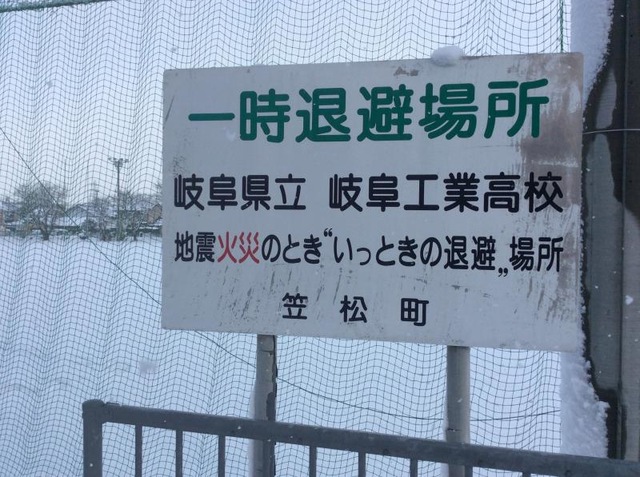 一時退避場所
岐阜県立 岐阜工業高校
地震火災のとき“いっときの退避„場所
笠松町